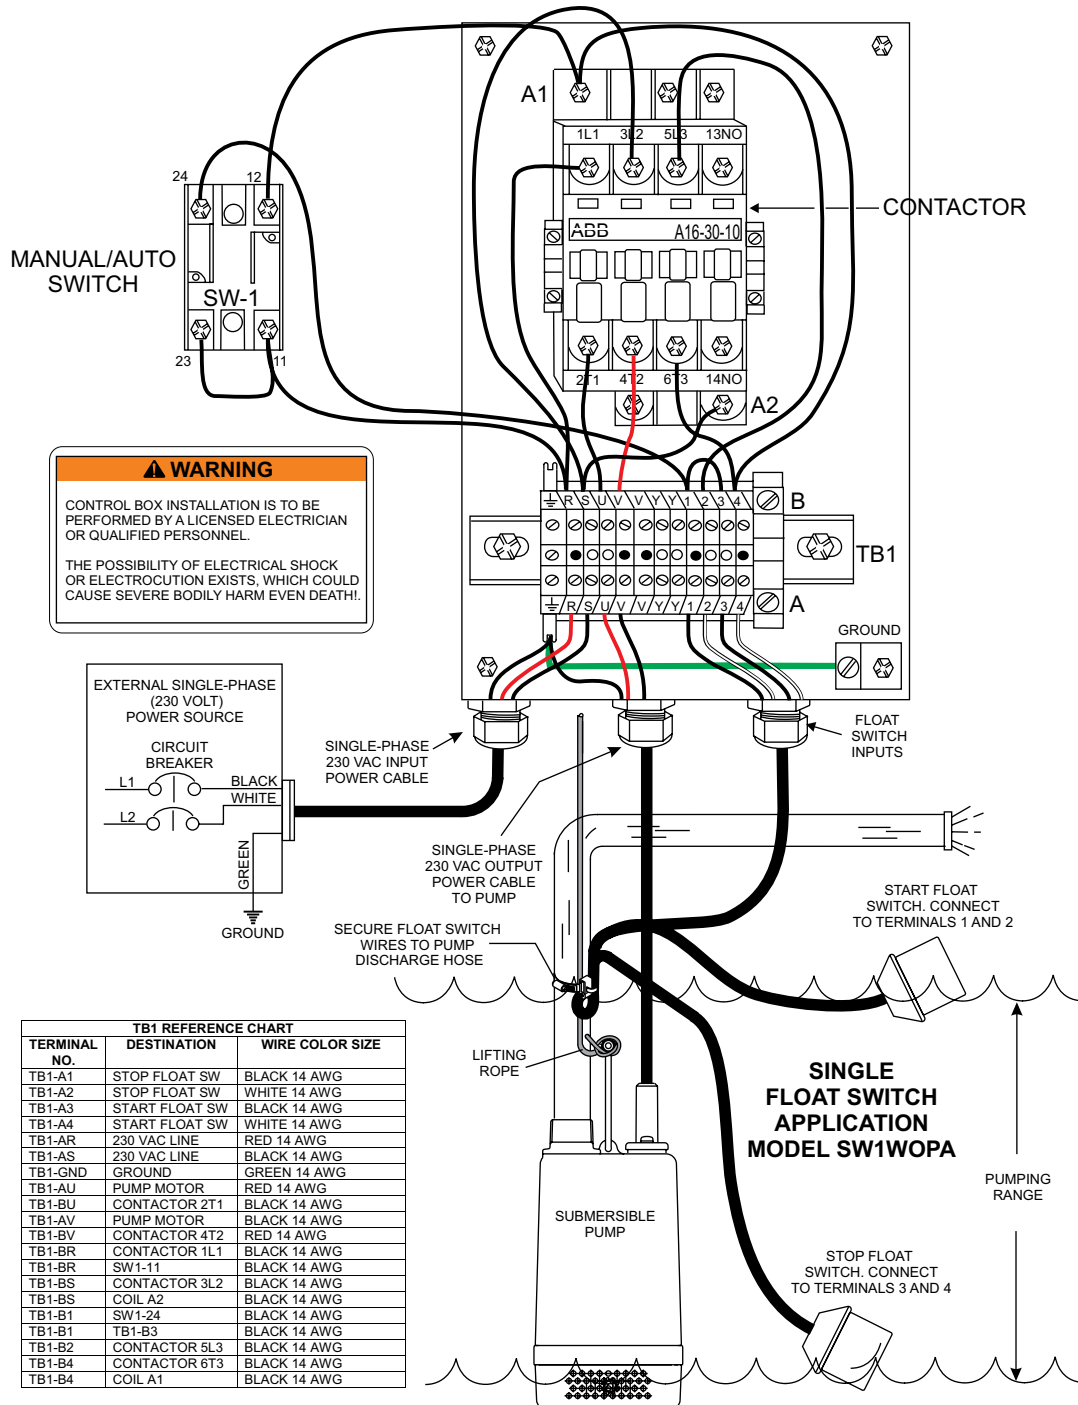 A1
1L1 3L2 5L3 13NO
24
12
CONTACTOR
ABB A16-30-10
MANUAL/AUTO
SWITCH
SW-1
23
11
2T1 4T2 6T3 14NO
A2
WARNING
CONTROL BOX INSTALLATION IS TO BE
PERFORMED BY A LICENSED ELECTRICIAN
OR QUALIFIED PERSONNEL.
THE POSSIBILITY OF ELECTRICAL SHOCK
OR ELECTROCUTION EXISTS, WHICH COULD
CAUSE SEVERE BODILY HARM EVEN DEATH!.
R S U V V Y Y 1 2 3 4
B
TB1
R S U V V Y Y 1 2 3 4
A
GROUND
EXTERNAL SINGLE-PHASE
(230 VOLT)
POWER SOURCE
CIRCUIT
BREAKER
L1
BLACK
WHITE
L2
GREEN
GROUND
SINGLE-PHASE
230 VAC INPUT
POWER CABLE
FLOAT
SWITCH
INPUTS
SINGLE-PHASE
230 VAC OUTPUT
POWER CABLE
TO PUMP
START FLOAT
SWITCH. CONNECT
TO TERMINALS 1 AND 2
SECURE FLOAT SWITCH
WIRES TO PUMP
DISCHARGE HOSE
LIFTING
ROPE
SINGLE
FLOAT SWITCH
APPLICATION
MODEL SW1WOPA
PUMPING
RANGE
SUBMERSIBLE
PUMP
STOP FLOAT
SWITCH. CONNECT
TO TERMINALS 3 AND 4
TB1 REFERENCE CHART
TERMINAL NO. DESTINATION WIRE COLOR SIZE
TB1-A1 STOP FLOAT SW BLACK 14 AWG
TB1-A2 STOP FLOAT SW WHITE 14 AWG
TB1-A3 START FLOAT SW BLACK 14 AWG
TB1-A4 START FLOAT SW WHITE 14 AWG
TB1-AR 230 VAC LINE RED 14 AWG
TB1-AS 230 VAC LINE BLACK 14 AWG
TB1-GND GROUND GREEN 14 AWG
TB1-AU PUMP MOTOR RED 14 AWG
TB1-BU CONTACTOR 2T1 BLACK 14 AWG
TB1-AV PUMP MOTOR BLACK 14 AWG
TB1-BV CONTACTOR 4T2 RED 14 AWG
TB1-BR CONTACTOR 1L1 BLACK 14 AWG
TB1-BR SW1-11 BLACK 14 AWG
TB1-BS CONTACTOR 3L2 BLACK 14 AWG
TB1-BS COIL A2 BLACK 14 AWG
TB1-B1 SW1-24 BLACK 14 AWG
TB1-B1 TB1-B3 BLACK 14 AWG
TB1-B2 CONTACTOR 5L3 BLACK 14 AWG
TB1-B4 CONTACTOR 6T3 BLACK 14 AWG
TB1-B4 COIL A1 BLACK 14 AWG